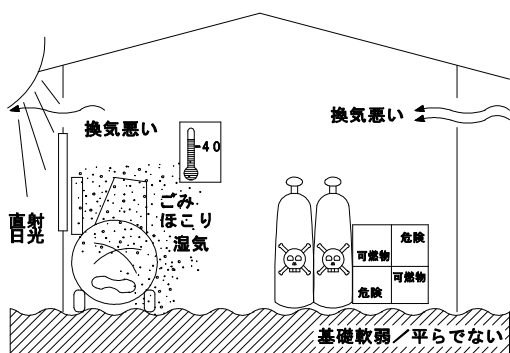 換気悪い
換気悪い
-40
ごみ
ほこり
湿気
直射
日光
危険
可燃物
可燃物
危険
基礎軟弱／平らでない